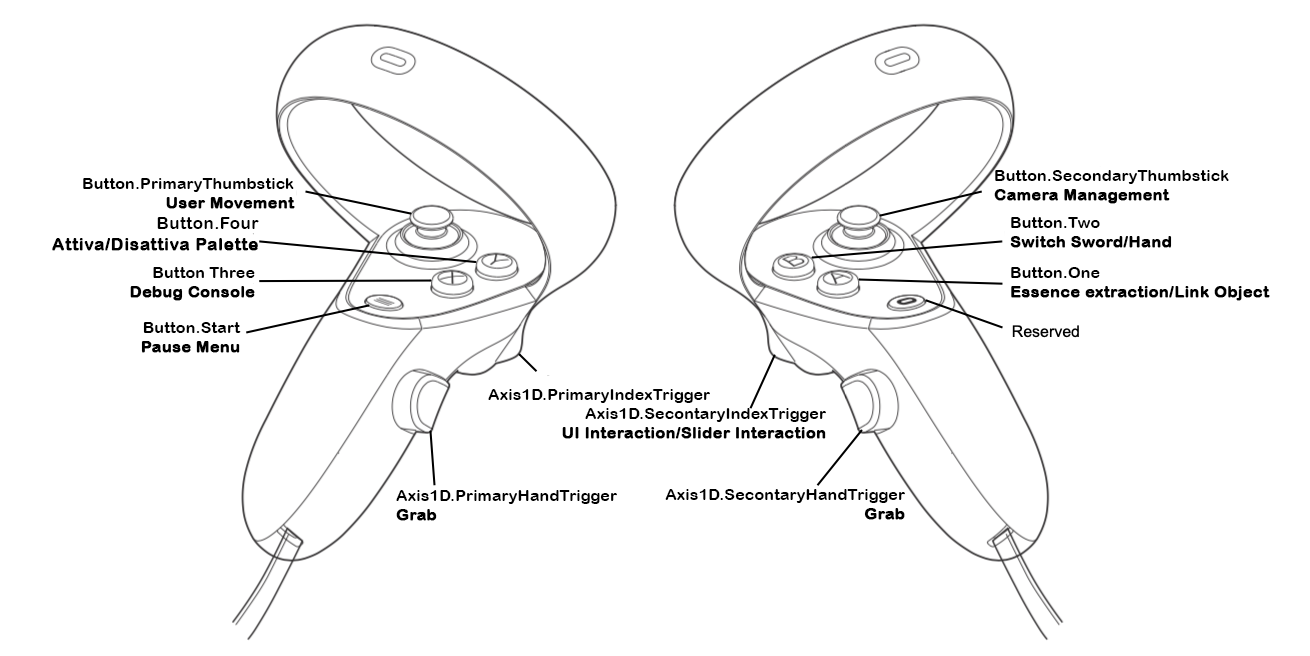 Button.PrimaryThumbstick
User Movement
Button.Four
Attiva/Disattiva Palette
Button Three
Debug Console
Button.Start
Pause Menu
Y
X
Axis1D.PrimaryIndexTrigger
Axis1D.PrimaryHandTrigger
Grab
Button.SecondaryThumbstick
Camera Management
Button.Two
Switch Sword/Hand
Button.One
Essence extraction/Link Object
Reserved
B
A
Axis1D.SecontaryIndexTrigger
UI Interaction/Slider Interaction
Axis1D.SecontaryHandTrigger
Grab